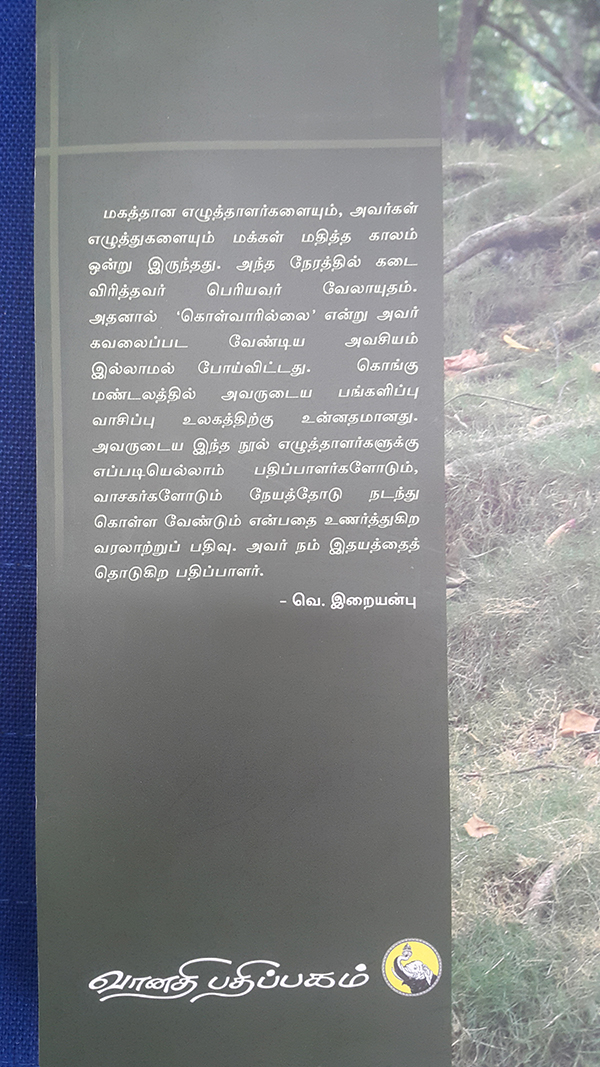 மகத்தான எழுத்தாளர்களையும், அவர்கள்
எழுத்துகளையும் மக்கள் மதித்த காலம்
ஒன்று இருந்தது. அந்த நேரத்தில் கடை
விரித்தவர் பெரியவர் வேலாயுதம்.
அதனால் ‘கொள்வாரில்லை’ என்று அவர்
கவலைப்பட வேண்டிய அவசியம்
இல்லாமல் போய்விட்டது. கொங்கு
மண்டலத்தில் அவருடைய பங்களிப்பு
வாசிப்பு உலகத்திற்கு உன்னதமானது.
அவருடைய இந்த நூல் எழுத்தாளர்களுக்கு
எப்படியெல்லாம் பதிப்பாளர்களோடும்,
வாசகர்களோடும் நேயத்தோடு நடந்து
கொள்ள வேண்டும் என்பதை உணர்த்துகிற
வரலாற்றுப் பதிவு. அவர் நம் இதயத்தைத்
தொடுகிற பதிப்பாளர்.
– வெ. இறையன்பு
வானதி பதிப்பகம்